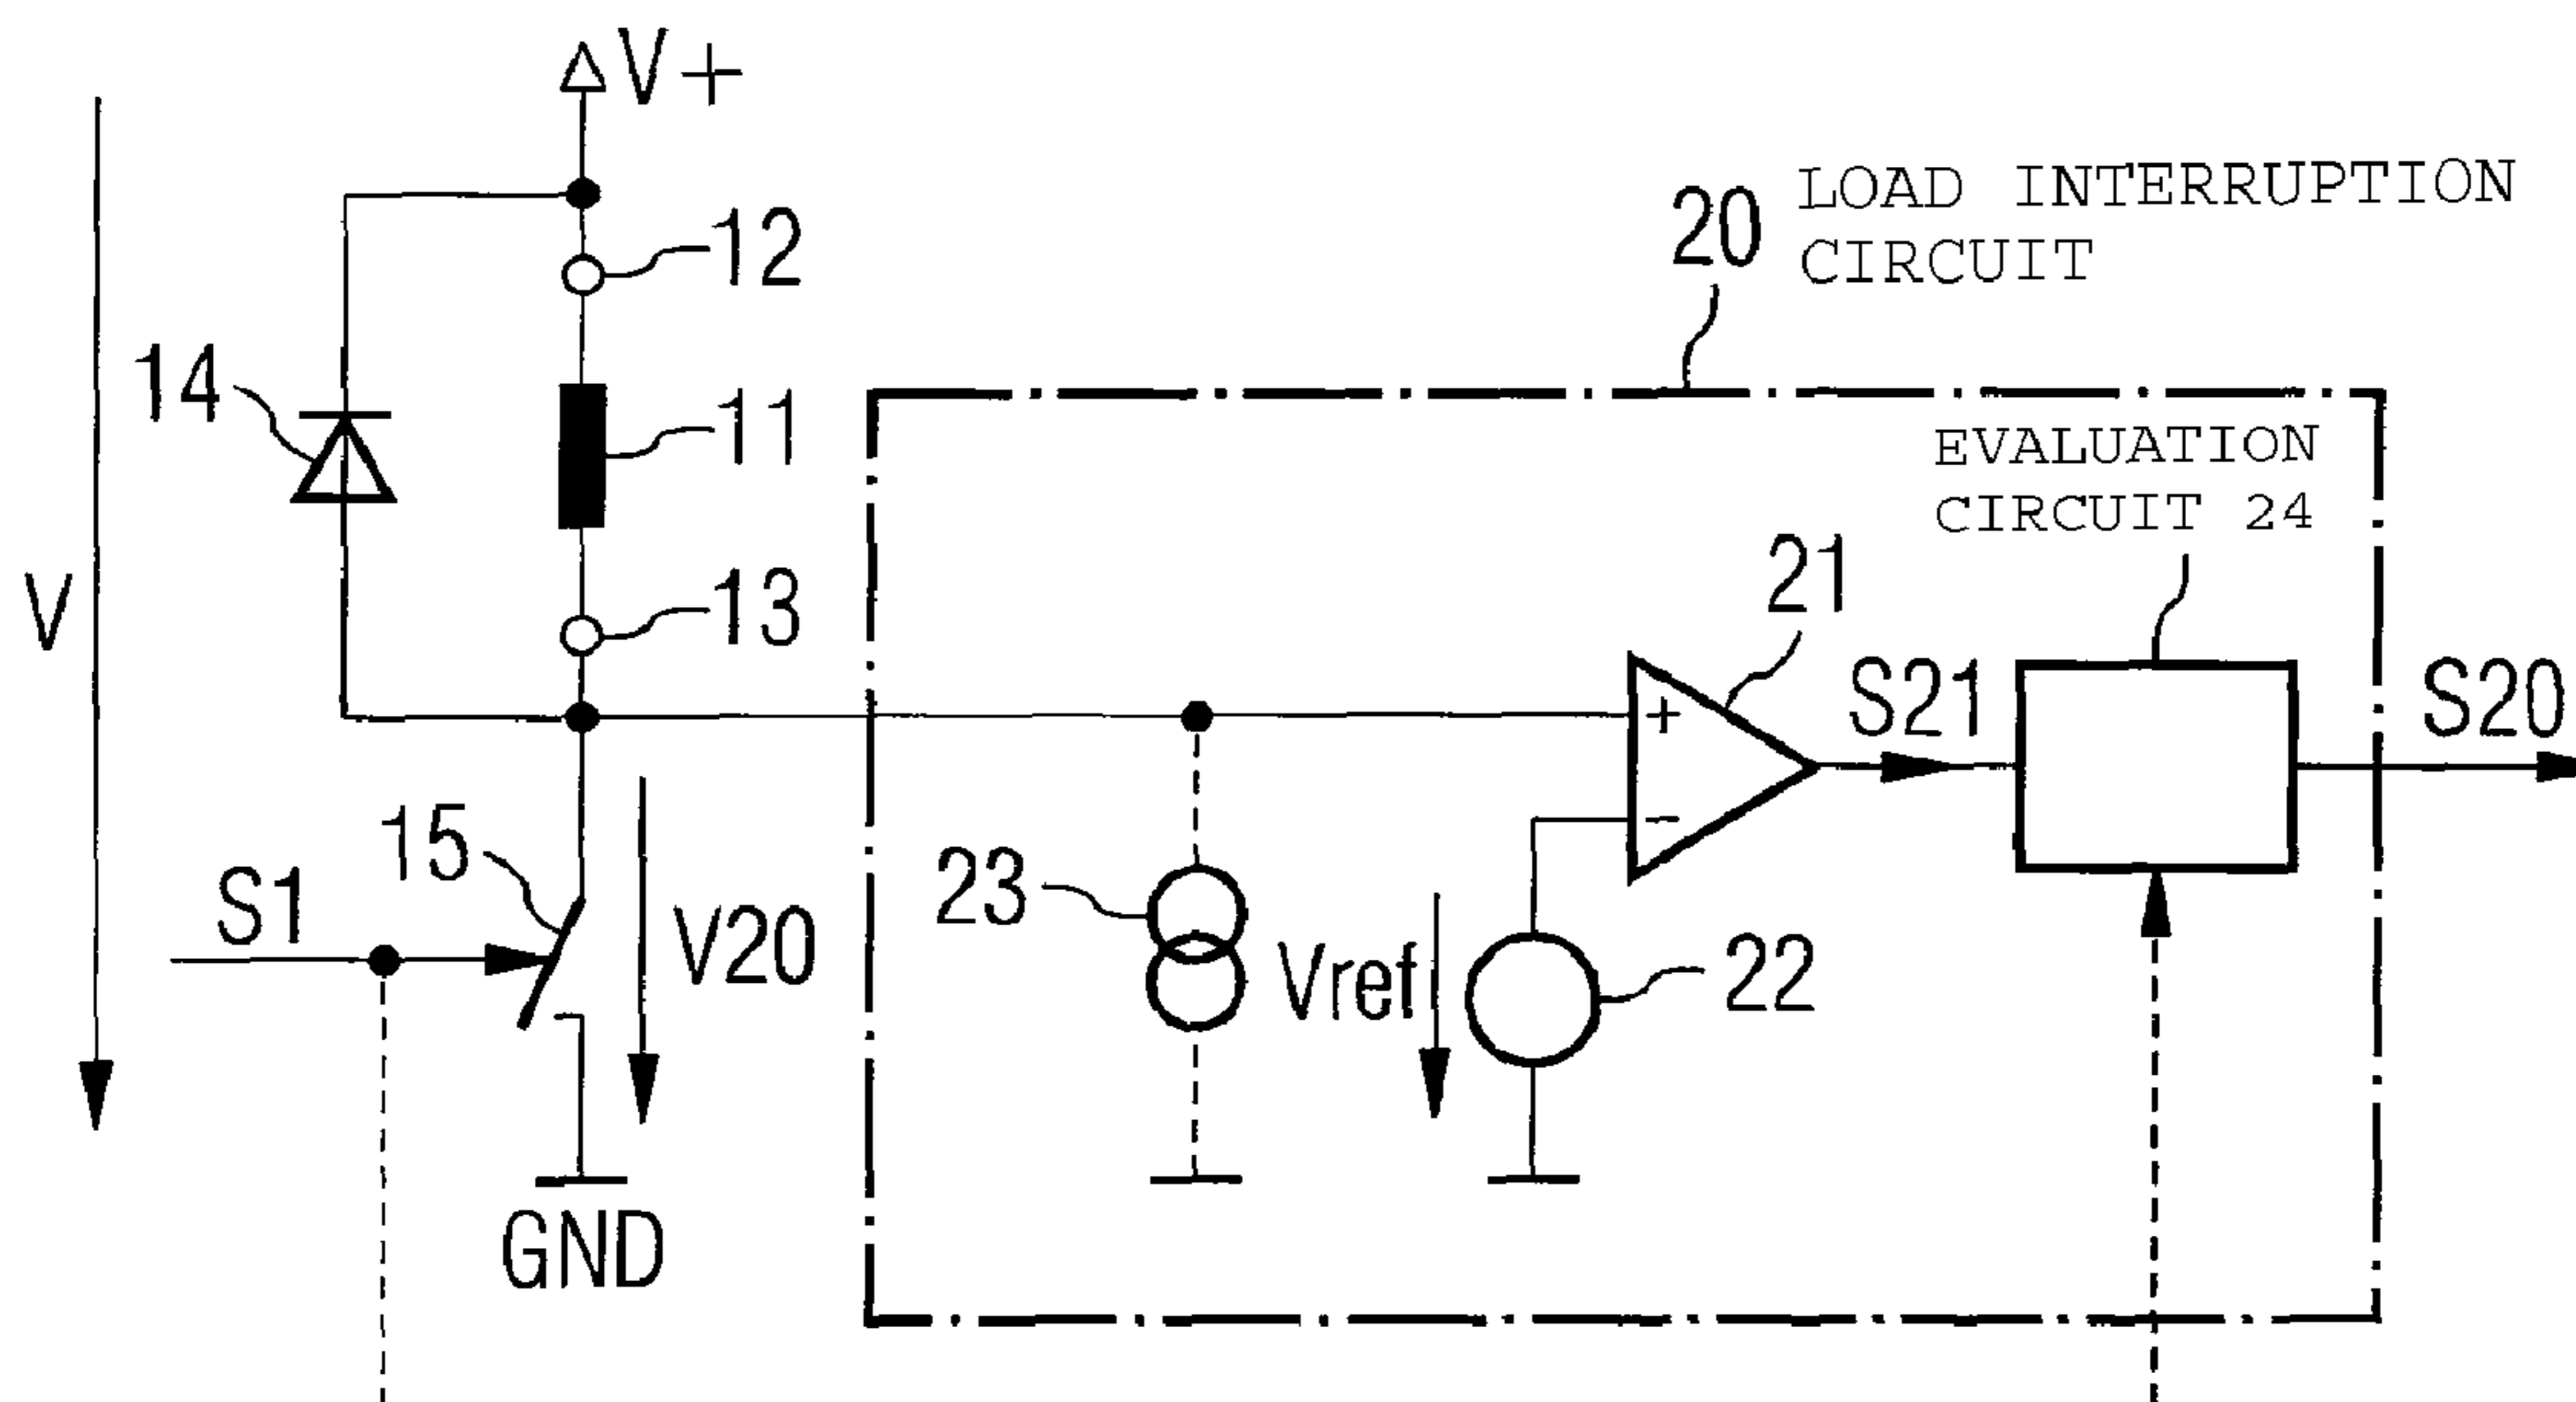 V+
12
20 LOAD INTERRUPTION
CIRCUIT
14
11
EVALUATION
CIRCUIT 24
V
13
21
S21
S20
+
15
−
S1
V20
23
Vref
22
GND